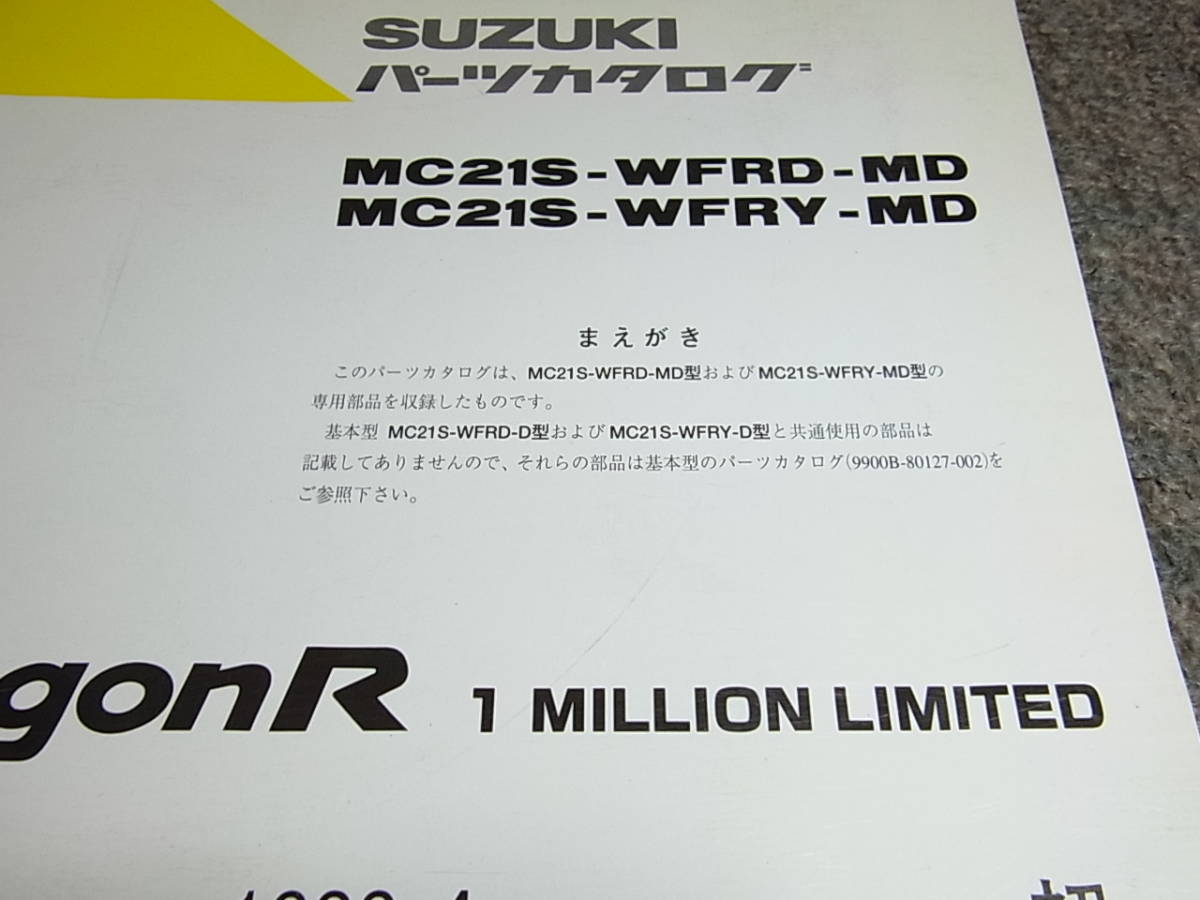 SUZUKI
パーツカタログ
MC21S-WFRD-MD
MC21S-WFRY-MD
まえがき
このパーツカタログは、MC21S-WFRD-MD型およびMC21S-WFRY-MD型の
専用部品を収録したものです。
基本型 MC21S-WFRD-D型およびMC21S-WFRY-D型と共通使用の部品は
記載してありませんので、それらの部品は基本型のパーツカタログ(9900B-80127-002)を
ご参照下さい。
gonR 1 MILLION LIMITED